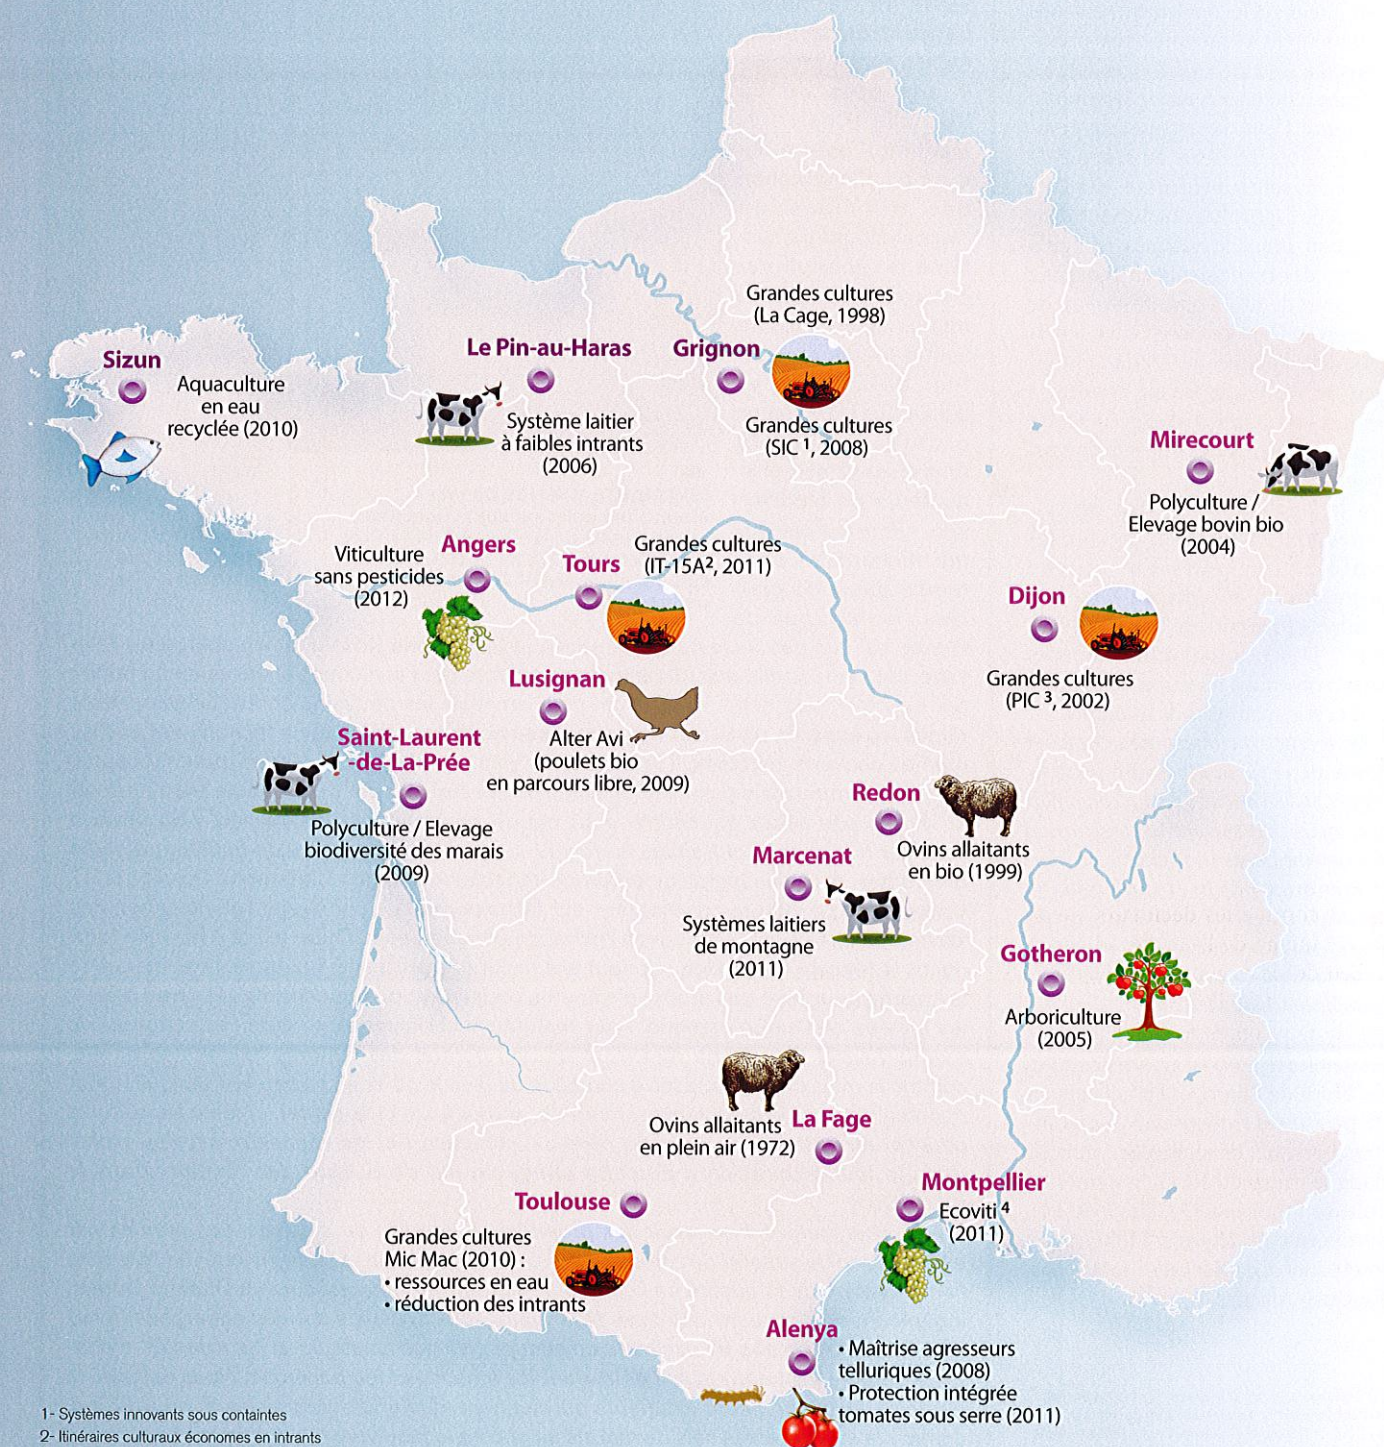 Grandes cultures
(La Cage, 1998)
Sizun
Aquaculture
en eau
recyclée (2010)
Le Pin-au-Haras
Système laitier
à faibles intrants
(2006)
Grignon
Grandes cultures
(SIC 1, 2008)
Mirecourt
Polyculture /
Elevage bovin bio
(2004)
Angers
Viticulture
sans pesticides
(2012)
Tours
Grandes cultures
(IT-15A2, 2011)
Dijon
Grandes cultures
(PIC 3, 2002)
Lusignan
Alter Avi
(poulets bio
en parcours libre, 2009)
Saint-Laurent
-de-La-Prée
Polyculture / Elevage
biodiversité des marais
(2009)
Redon
Ovins allaitants
en bio (1999)
Marcenat
Systèmes laitiers
de montagne
(2011)
Gotheron
Arboriculture
(2005)
La Fage
Ovins allaitants
en plein air (1972)
Montpellier
Ecoviti 4
(2011)
Toulouse
Grandes cultures
Mic Mac (2010) :
• ressources en eau
• réduction des intrants
Alenya
• Maîtrise agresseurs
telluriques (2008)
• Protection intégrée
tomates sous serre (2011)
1- Systèmes innovants sous containtes
2- Itinéraires culturaux économes en intrants